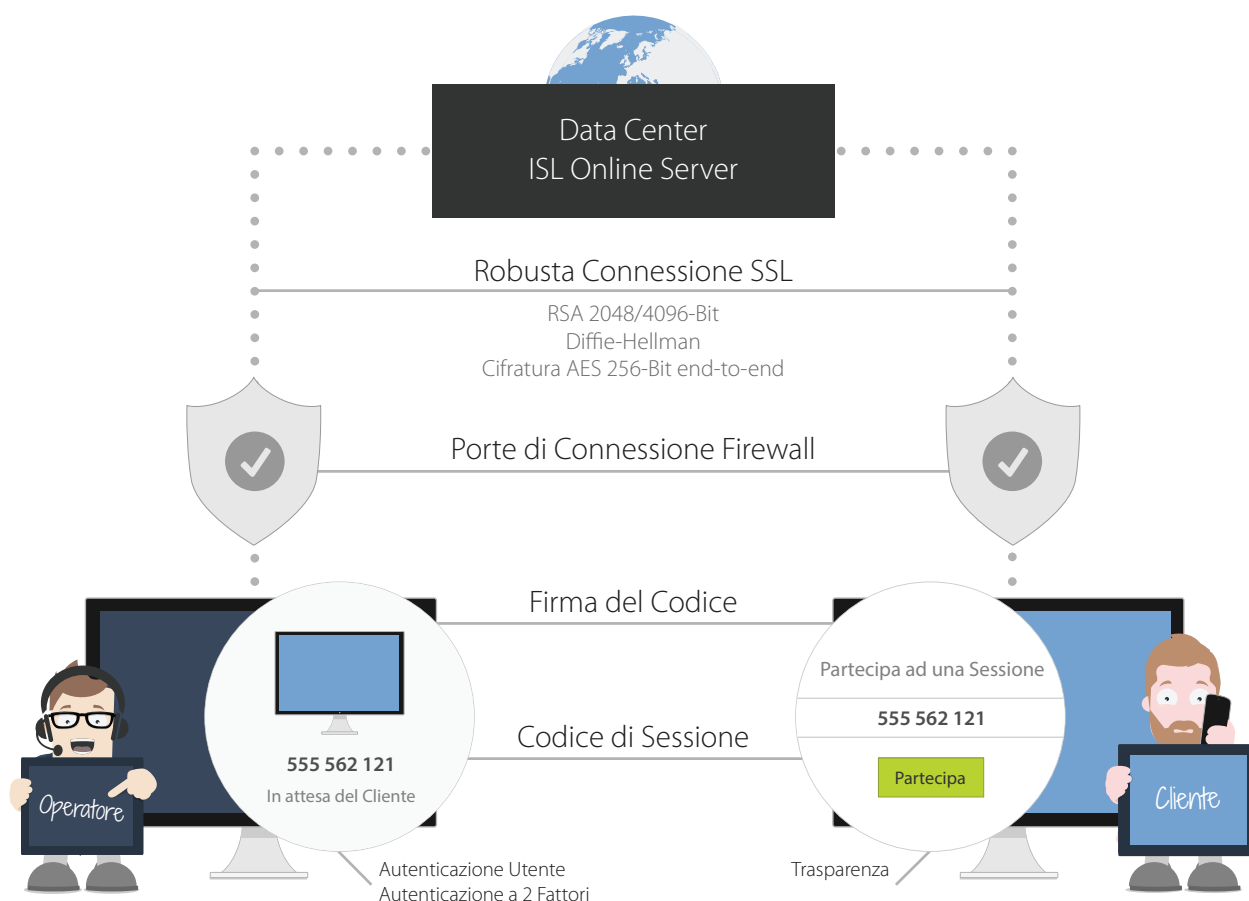 Data Center
ISL Online Server
Robusta Connessione SSL
RSA 2048/4096-Bit
Diffie-Hellman
Cifratura AES 256-Bit end-to-end
Porte di Connessione Firewall
Firma del Codice
Partecipa ad una Sessione
555 562 121
Codice di Sessione
555 562 121
In attesa del Cliente
Partecipa
Operatore
Cliente
Autenticazione Utente
Autenticazione a 2 Fattori
Trasparenza